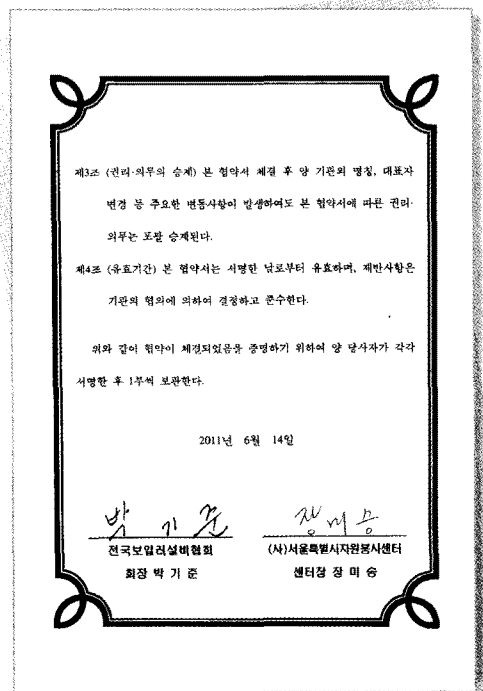 제3조 (권리·의무의 승계) 본 협약서 체결 후 양 기관의 명칭, 대표자
변경 등 주요한 변동사항이 발생하여도 본 협약서에 따른 권리·
의무는 포괄 승계된다.
제4조 (유효기간) 본 협약서는 서명한 날로부터 유효하며, 제반사항은
기관의 협의에 의하여 결정하고 준수한다.
위와 같이 협약이 체결되었음을 증명하기 위하여 양 당사자가 각각
서명한 후 1부씩 보관한다.
2011년 6월 14일
박 기 준 장 미 승
전국보일러설비협회 (사)서울특별시자원봉사센터
회장 박 기 준 센터장 장 미 승